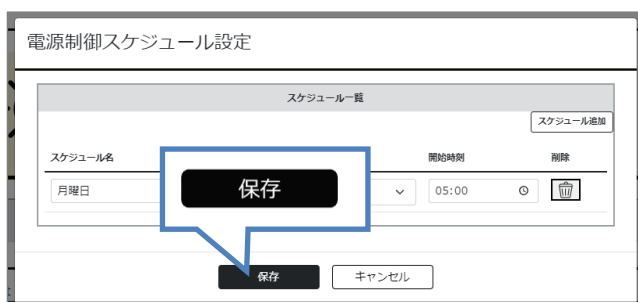 電源制御スケジュール設定
スケジュール一覧
スケジュール追加
スケジュール名 開始時刻 削除
月曜日 保存 05:00
保存 キャンセル